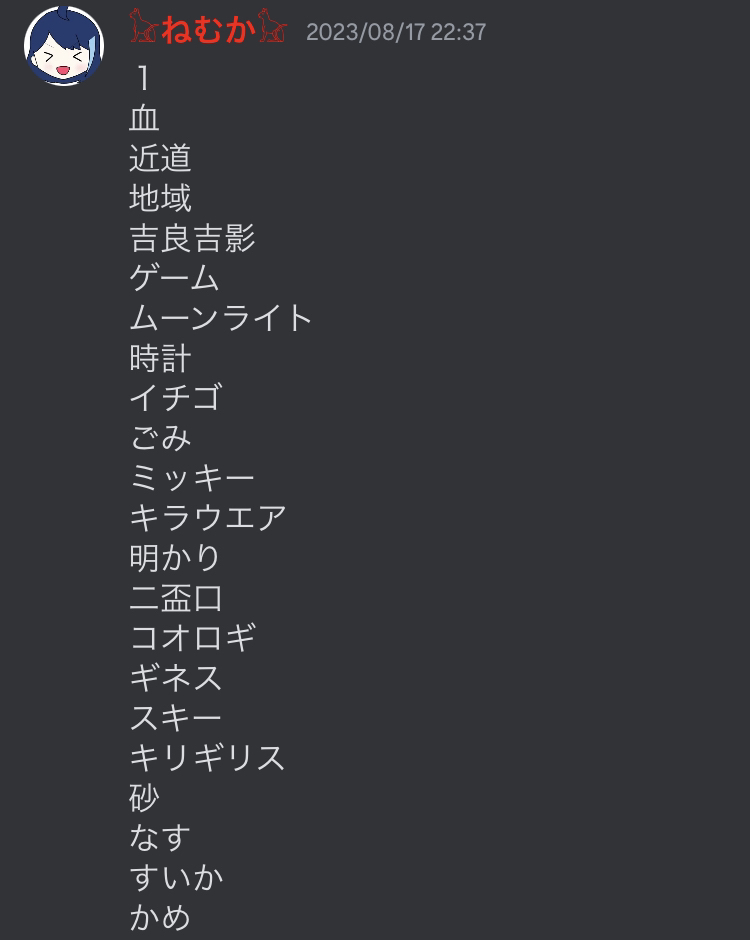 𓃠ねむか𓃠 2023/08/17 22:37
1
血
近道
地域
吉良吉影
ゲーム
ムーンライト
時計
イチゴ
ごみ
ミッキー
キラウエア
明かり
二盃口
コオロギ
ギネス
スキー
キリギリス
砂
なす
すいか
かめ